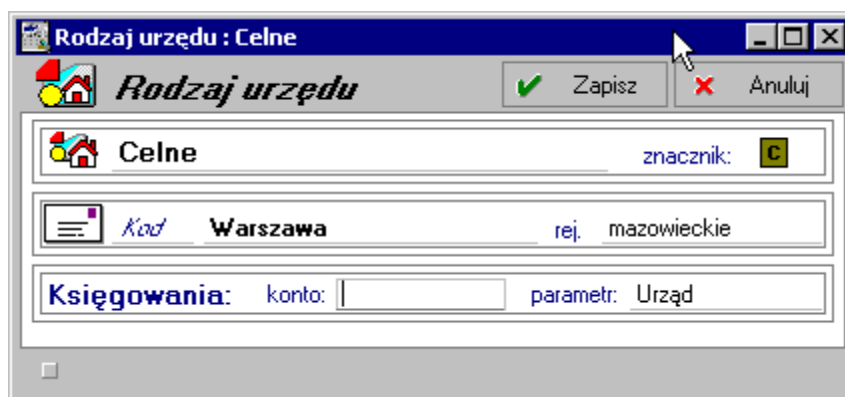 Rodzaj urzędu : Celne
Rodzaj urzędu Zapisz Anuluj
Celne znacznik: C
Kod Warszawa rej. mazowieckie
Księgowania: konto: parametr: Urząd